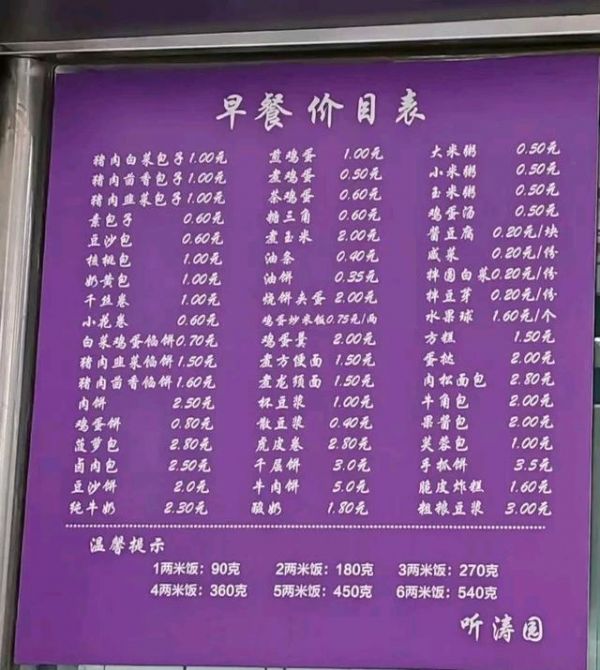 早餐价目表
猪肉白菜包子1.00元 煎鸡蛋 1.00元 大米粥 0.50元
猪肉茴香包子1.00元 煮鸡蛋 0.50元 小米粥 0.50元
猪肉韭菜包子1.00元 茶鸡蛋 0.60元 玉米粥 0.50元
素包子 0.60元 糖三角 0.60元 鸡蛋汤 0.50元
豆沙包 0.60元 煮玉米 2.00元 酱豆腐 0.20元/块
核桃包 1.00元 油条 0.40元 咸菜 0.20元/份
奶黄包 1.00元 油饼 0.35元 拌圆白菜0.20元/份
千丝卷 1.00元 烧饼夹蛋 2.00元 拌豆芽 0.20元/份
小花卷 0.60元 鸡蛋炒米粗0.75元/两 水果球 1.60元/个
白菜鸡蛋馅饼0.70元 鸡蛋羹 2.00元 方糕 1.50元
猪肉韭菜馅饼1.50元 煮方便面 1.50元 蛋挞 2.00元
猪肉茴香馅饼1.60元 煮龙须面 1.50元 肉松面包 2.80元
肉饼 2.50元 杯豆浆 1.00元 牛角包 2.00元
鸡蛋饼 0.80元 散豆浆 0.40元 果酱包 2.00元
菠萝包 2.80元 虎皮卷 2.80元 芙蓉包 1.00元
卤肉包 2.50元 千层饼 3.0元 手抓饼 3.5元
豆沙饼 2.0元 牛肉饼 5.0元 脆皮炸糕 1.60元
纯牛奶 2.30元 酸奶 1.80元 粗粮豆浆 3.00元
温馨提示
1两米饭：90克 2两米饭：180克 3两米饭：270克
4两米饭：360克 5两米饭：450克 6两米饭：540克
听涛园